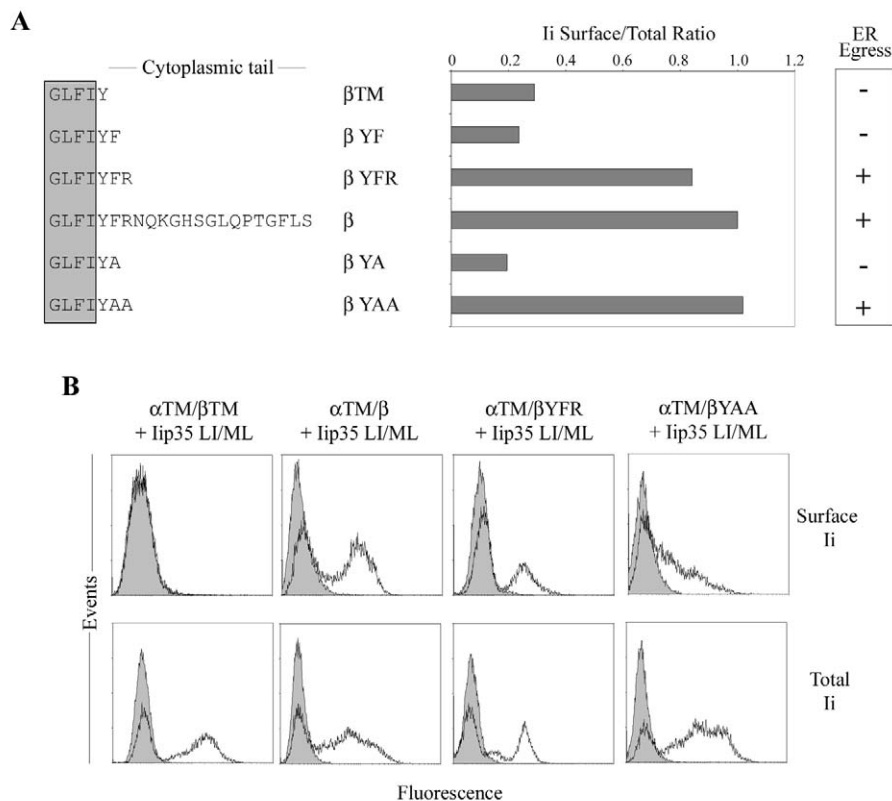 A
Ii Surface/Total Ratio
ER
Egress
Cytoplasmic tail
0 0.2 0.4 0.6 0.8 1.0 1.2
GLFIY βTM -
GLFIYF β YF -
GLFIYFR β YFR +
GLFIYFRNQKGHSGLQPTGFLS β +
GLFIYA β YA -
GLFIYAA β YAA +
B
αTM/βTM αTM/β αTM/βYFR αTM/βYAA
+ Iip35 LI/ML + Iip35 LI/ML + Iip35 LI/ML + Iip35 LI/ML
Surface
Ii
Events
Total
Ii
Fluorescence